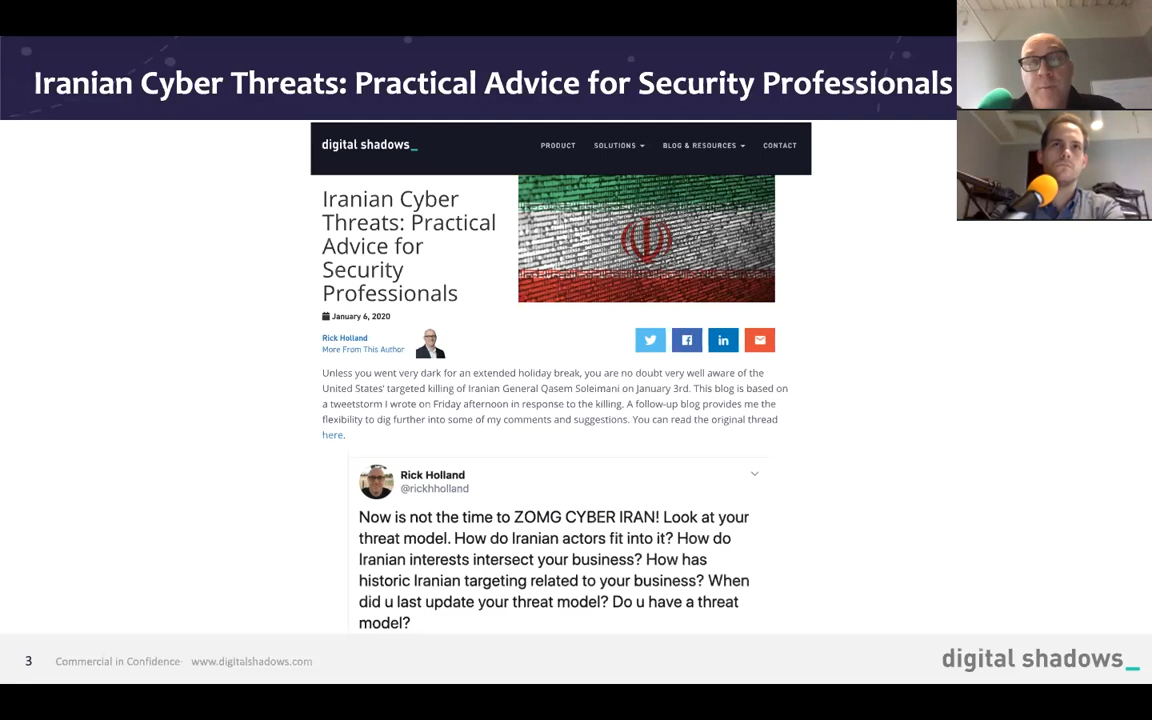 Iranian Cyber Threats: Practical Advice for Security Professionals
digital shadows_
PRODUCT SOLUTIONS BLOG & RESOURCES CONTACT
Iranian Cyber
Threats: Practical
Advice for
Security
Professionals
January 6, 2020
Rick Holland
More From This Author
Unless you went very dark for an extended holiday break, you are no doubt very well aware of the
United States' targeted killing of Iranian General Qasem Soleimani on January 3rd. This blog is based on
a tweetstorm I wrote on Friday afternoon in response to the killing. A follow-up blog provides me the
flexibility to dig further into some of my comments and suggestions. You can read the original thread
here.
Rick Holland
@rickhholland
Now is not the time to ZOMG CYBER IRAN! Look at your
threat model. How do Iranian actors fit into it? How do
Iranian interests intersect your business? How has
historic Iranian targeting related to your business? When
did u last update your threat model? Do u have a threat
model?
3 Commercial in Confidence· www.digitalshadows.com
digital shadows_